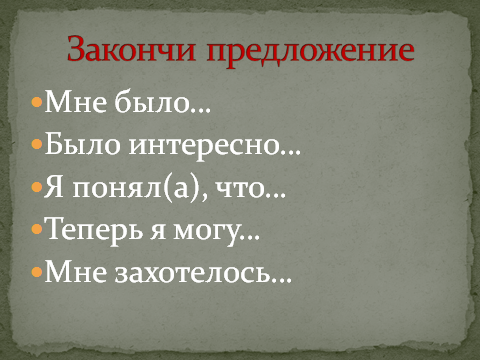 Закончи предложение
•Мне было...
•Было интересно...
•Я понял(а), что...
•Теперь я могу...
•Мне захотелось...